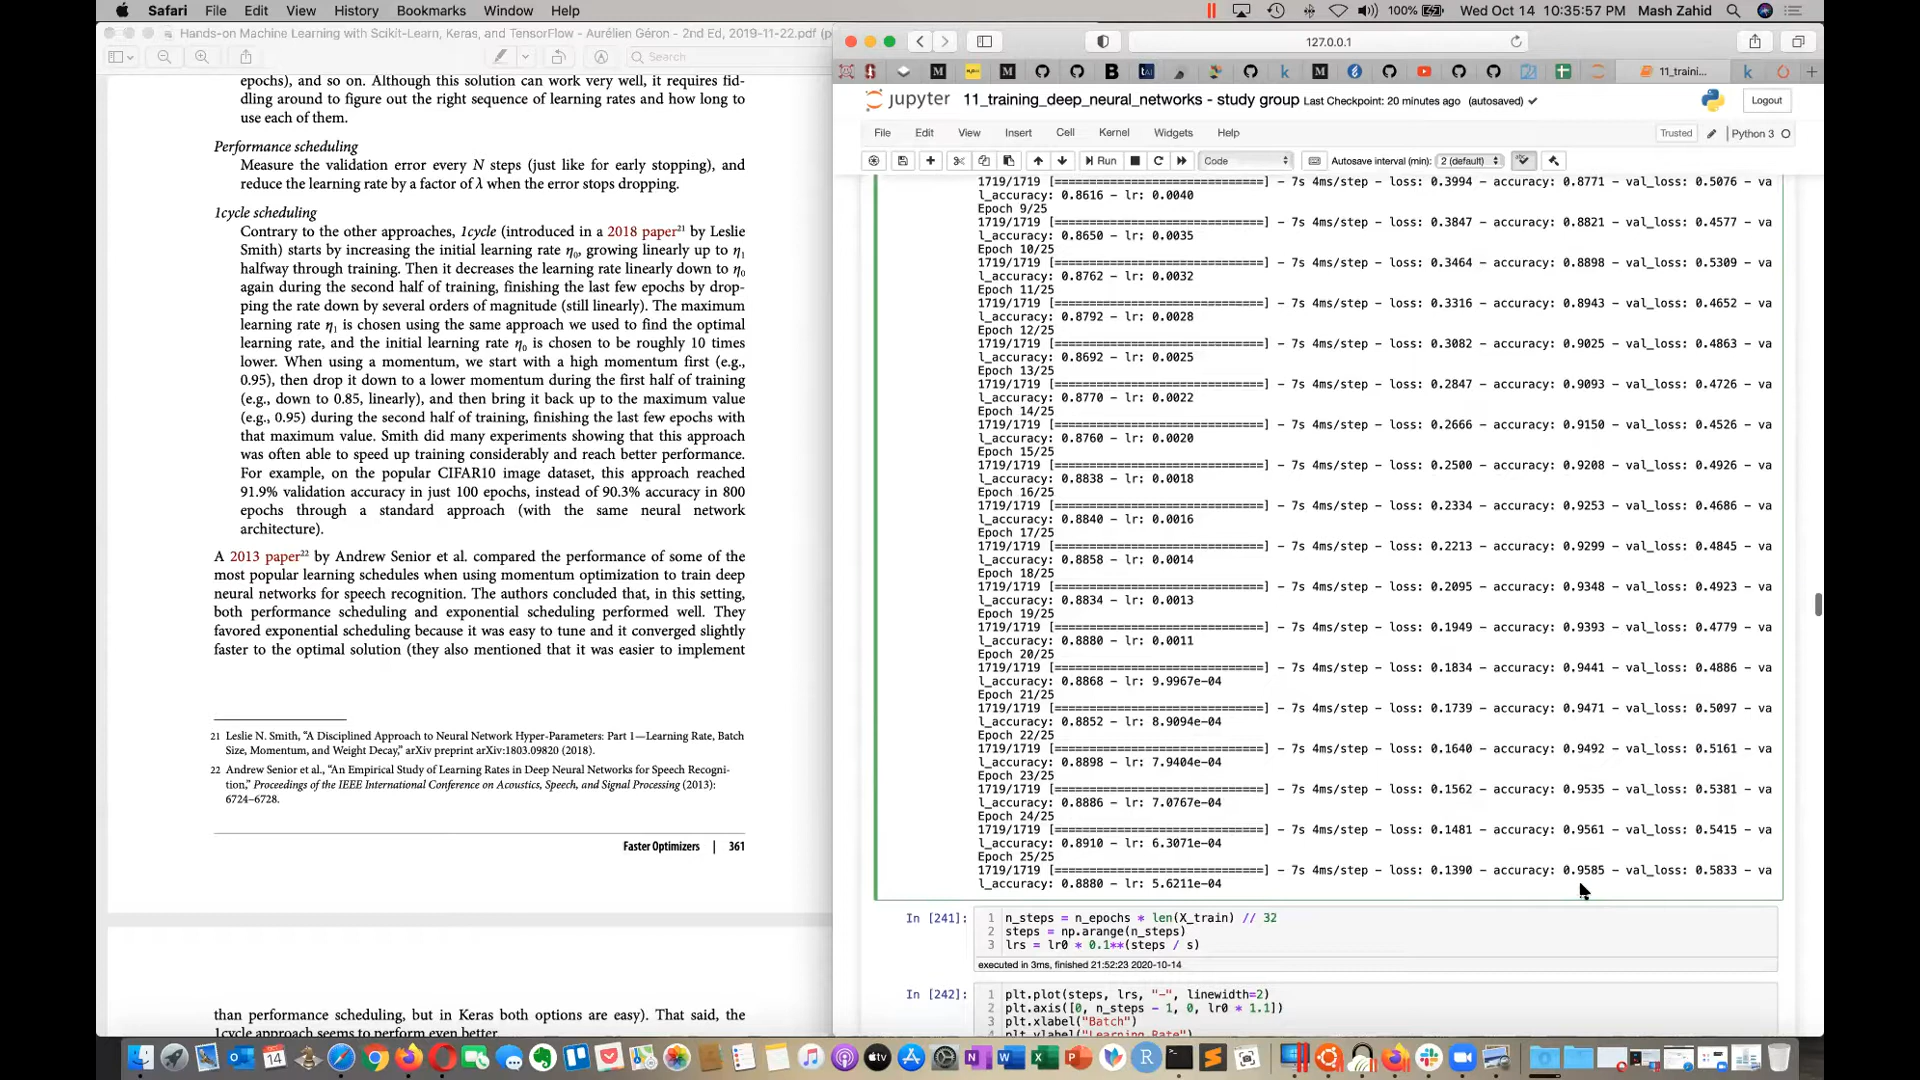 Safari File Edit View History Bookmarks Window Help
100% Wed Oct 14 10:35:57 PM Mash Zahid
Hands-on Machine Learning with Scikit-Learn, Keras, and TensorFlow - Aurélien Géron - 2nd Ed, 2019-11-22.pdf (p
Search
epochs), and so on. Although this solution can work very well, it requires fid-
dling around to figure out the right sequence of learning rates and how long to
use each of them.
Performance scheduling
Measure the validation error every N steps (just like for early stopping), and
reduce the learning rate by a factor of λ when the error stops dropping.
1cycle scheduling
Contrary to the other approaches, 1cycle (introduced in a 2018 paper²¹ by Leslie
Smith) starts by increasing the initial learning rate η₀, growing linearly up to η₁
halfway through training. Then it decreases the learning rate linearly down to η₀
again during the second half of training, finishing the last few epochs by drop-
ping the rate down by several orders of magnitude (still linearly). The maximum
learning rate η₁ is chosen using the same approach we used to find the optimal
learning rate, and the initial learning rate η₀ is chosen to be roughly 10 times
lower. When using a momentum, we start with a high momentum first (e.g.,
0.95), then drop it down to a lower momentum during the first half of training
(e.g., down to 0.85, linearly), and then bring it back up to the maximum value
(e.g., 0.95) during the second half of training, finishing the last few epochs with
that maximum value. Smith did many experiments showing that this approach
was often able to speed up training considerably and reach better performance.
For example, on the popular CIFAR10 image dataset, this approach reached
91.9% validation accuracy in just 100 epochs, instead of 90.3% accuracy in 800
epochs through a standard approach (with the same neural network
architecture).
A 2013 paper²² by Andrew Senior et al. compared the performance of some of the
most popular learning schedules when using momentum optimization to train deep
neural networks for speech recognition. The authors concluded that, in this setting,
both performance scheduling and exponential scheduling performed well. They
favored exponential scheduling because it was easy to tune and it converged slightly
faster to the optimal solution (they also mentioned that it was easier to implement
21 Leslie N. Smith, “A Disciplined Approach to Neural Network Hyper-Parameters: Part 1—Learning Rate, Batch
Size, Momentum, and Weight Decay,” arXiv preprint arXiv:1803.09820 (2018).
22 Andrew Senior et al., “An Empirical Study of Learning Rates in Deep Neural Networks for Speech Recogni-
tion,” Proceedings of the IEEE International Conference on Acoustics, Speech, and Signal Processing (2013):
6724–6728.
Faster Optimizers | 361
than performance scheduling, but in Keras both options are easy). That said, the
1cycle approach seems to perform even better.
127.0.0.1
11_traini...
jupyter 11_training_deep_neural_networks - study group Last Checkpoint: 20 minutes ago (autosaved)
Logout
File Edit View Insert Cell Kernel Widgets Help
Trusted Python 3
Run Code Autosave interval (min): 2 (default)
1719/1719 [==============================] - 7s 4ms/step - loss: 0.3994 - accuracy: 0.8771 - val_loss: 0.5076 - va
l_accuracy: 0.8616 - lr: 0.0040
Epoch 9/25
1719/1719 [==============================] - 7s 4ms/step - loss: 0.3847 - accuracy: 0.8821 - val_loss: 0.4577 - va
l_accuracy: 0.8650 - lr: 0.0035
Epoch 10/25
1719/1719 [==============================] - 7s 4ms/step - loss: 0.3464 - accuracy: 0.8898 - val_loss: 0.5309 - va
l_accuracy: 0.8762 - lr: 0.0032
Epoch 11/25
1719/1719 [==============================] - 7s 4ms/step - loss: 0.3316 - accuracy: 0.8943 - val_loss: 0.4652 - va
l_accuracy: 0.8792 - lr: 0.0028
Epoch 12/25
1719/1719 [==============================] - 7s 4ms/step - loss: 0.3082 - accuracy: 0.9025 - val_loss: 0.4863 - va
l_accuracy: 0.8692 - lr: 0.0025
Epoch 13/25
1719/1719 [==============================] - 7s 4ms/step - loss: 0.2847 - accuracy: 0.9093 - val_loss: 0.4726 - va
l_accuracy: 0.8770 - lr: 0.0022
Epoch 14/25
1719/1719 [==============================] - 7s 4ms/step - loss: 0.2666 - accuracy: 0.9150 - val_loss: 0.4526 - va
l_accuracy: 0.8760 - lr: 0.0020
Epoch 15/25
1719/1719 [==============================] - 7s 4ms/step - loss: 0.2500 - accuracy: 0.9208 - val_loss: 0.4926 - va
l_accuracy: 0.8838 - lr: 0.0018
Epoch 16/25
1719/1719 [==============================] - 7s 4ms/step - loss: 0.2334 - accuracy: 0.9253 - val_loss: 0.4686 - va
l_accuracy: 0.8840 - lr: 0.0016
Epoch 17/25
1719/1719 [==============================] - 7s 4ms/step - loss: 0.2213 - accuracy: 0.9299 - val_loss: 0.4845 - va
l_accuracy: 0.8858 - lr: 0.0014
Epoch 18/25
1719/1719 [==============================] - 7s 4ms/step - loss: 0.2095 - accuracy: 0.9348 - val_loss: 0.4923 - va
l_accuracy: 0.8834 - lr: 0.0013
Epoch 19/25
1719/1719 [==============================] - 7s 4ms/step - loss: 0.1949 - accuracy: 0.9393 - val_loss: 0.4779 - va
l_accuracy: 0.8880 - lr: 0.0011
Epoch 20/25
1719/1719 [==============================] - 7s 4ms/step - loss: 0.1834 - accuracy: 0.9441 - val_loss: 0.4886 - va
l_accuracy: 0.8868 - lr: 9.9967e-04
Epoch 21/25
1719/1719 [==============================] - 7s 4ms/step - loss: 0.1739 - accuracy: 0.9471 - val_loss: 0.5097 - va
l_accuracy: 0.8852 - lr: 8.9094e-04
Epoch 22/25
1719/1719 [==============================] - 7s 4ms/step - loss: 0.1640 - accuracy: 0.9492 - val_loss: 0.5161 - va
l_accuracy: 0.8898 - lr: 7.9404e-04
Epoch 23/25
1719/1719 [==============================] - 7s 4ms/step - loss: 0.1562 - accuracy: 0.9535 - val_loss: 0.5381 - va
l_accuracy: 0.8886 - lr: 7.0767e-04
Epoch 24/25
1719/1719 [==============================] - 7s 4ms/step - loss: 0.1481 - accuracy: 0.9561 - val_loss: 0.5415 - va
l_accuracy: 0.8910 - lr: 6.3071e-04
Epoch 25/25
1719/1719 [==============================] - 7s 4ms/step - loss: 0.1390 - accuracy: 0.9585 - val_loss: 0.5833 - va
l_accuracy: 0.8880 - lr: 5.6211e-04
In [241]:
1 n_steps = n_epochs * len(X_train) // 32
2 steps = np.arange(n_steps)
3 lrs = lr0 * 0.1**(steps / s)
executed in 3ms, finished 21:52:23 2020-10-14
In [242]:
1 plt.plot(steps, lrs, "-", linewidth=2)
2 plt.axis([0, n_steps - 1, 0, lr0 * 1.1])
3 plt.xlabel("Batch")
4 plt.ylabel("Learning Rate")